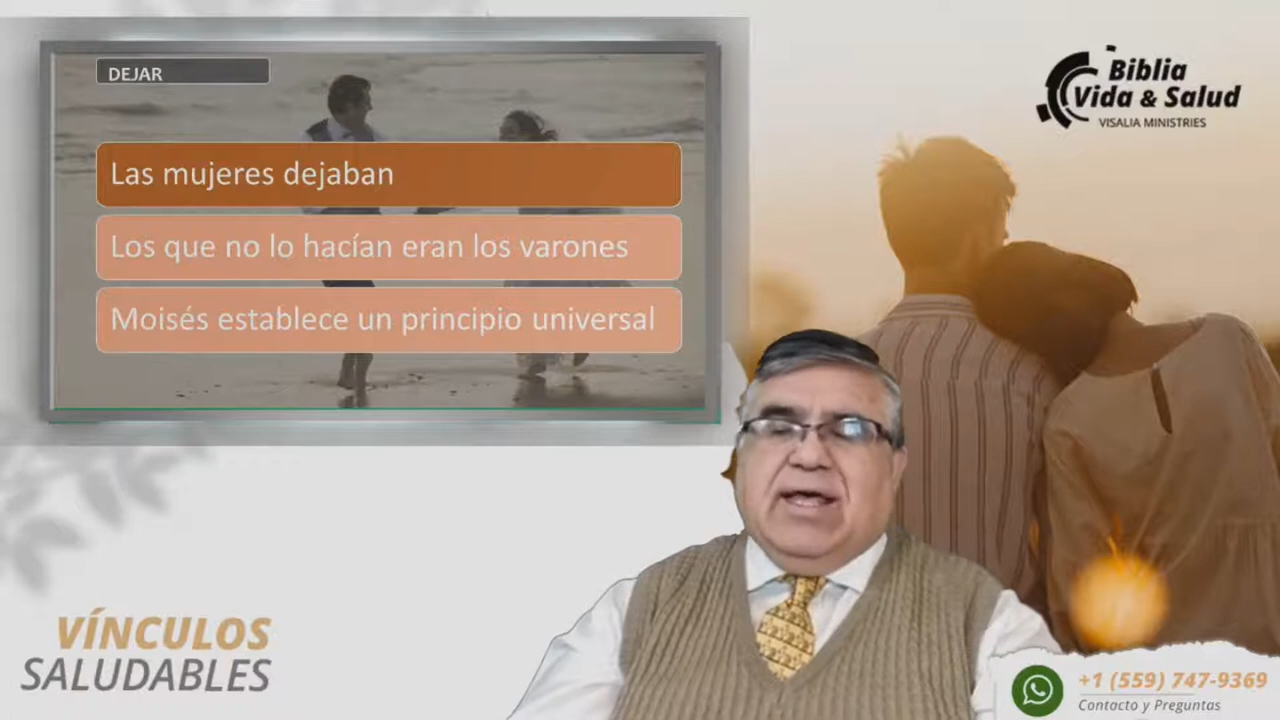 DEJAR
Las mujeres dejaban
Los que no lo hacían eran los varones
Moisés establece un principio universal
Biblia
Vida & Salud
VISALIA MINISTRIES
VÍNCULOS
SALUDABLES
+1 (559) 747-9369
Contacto y Preguntas